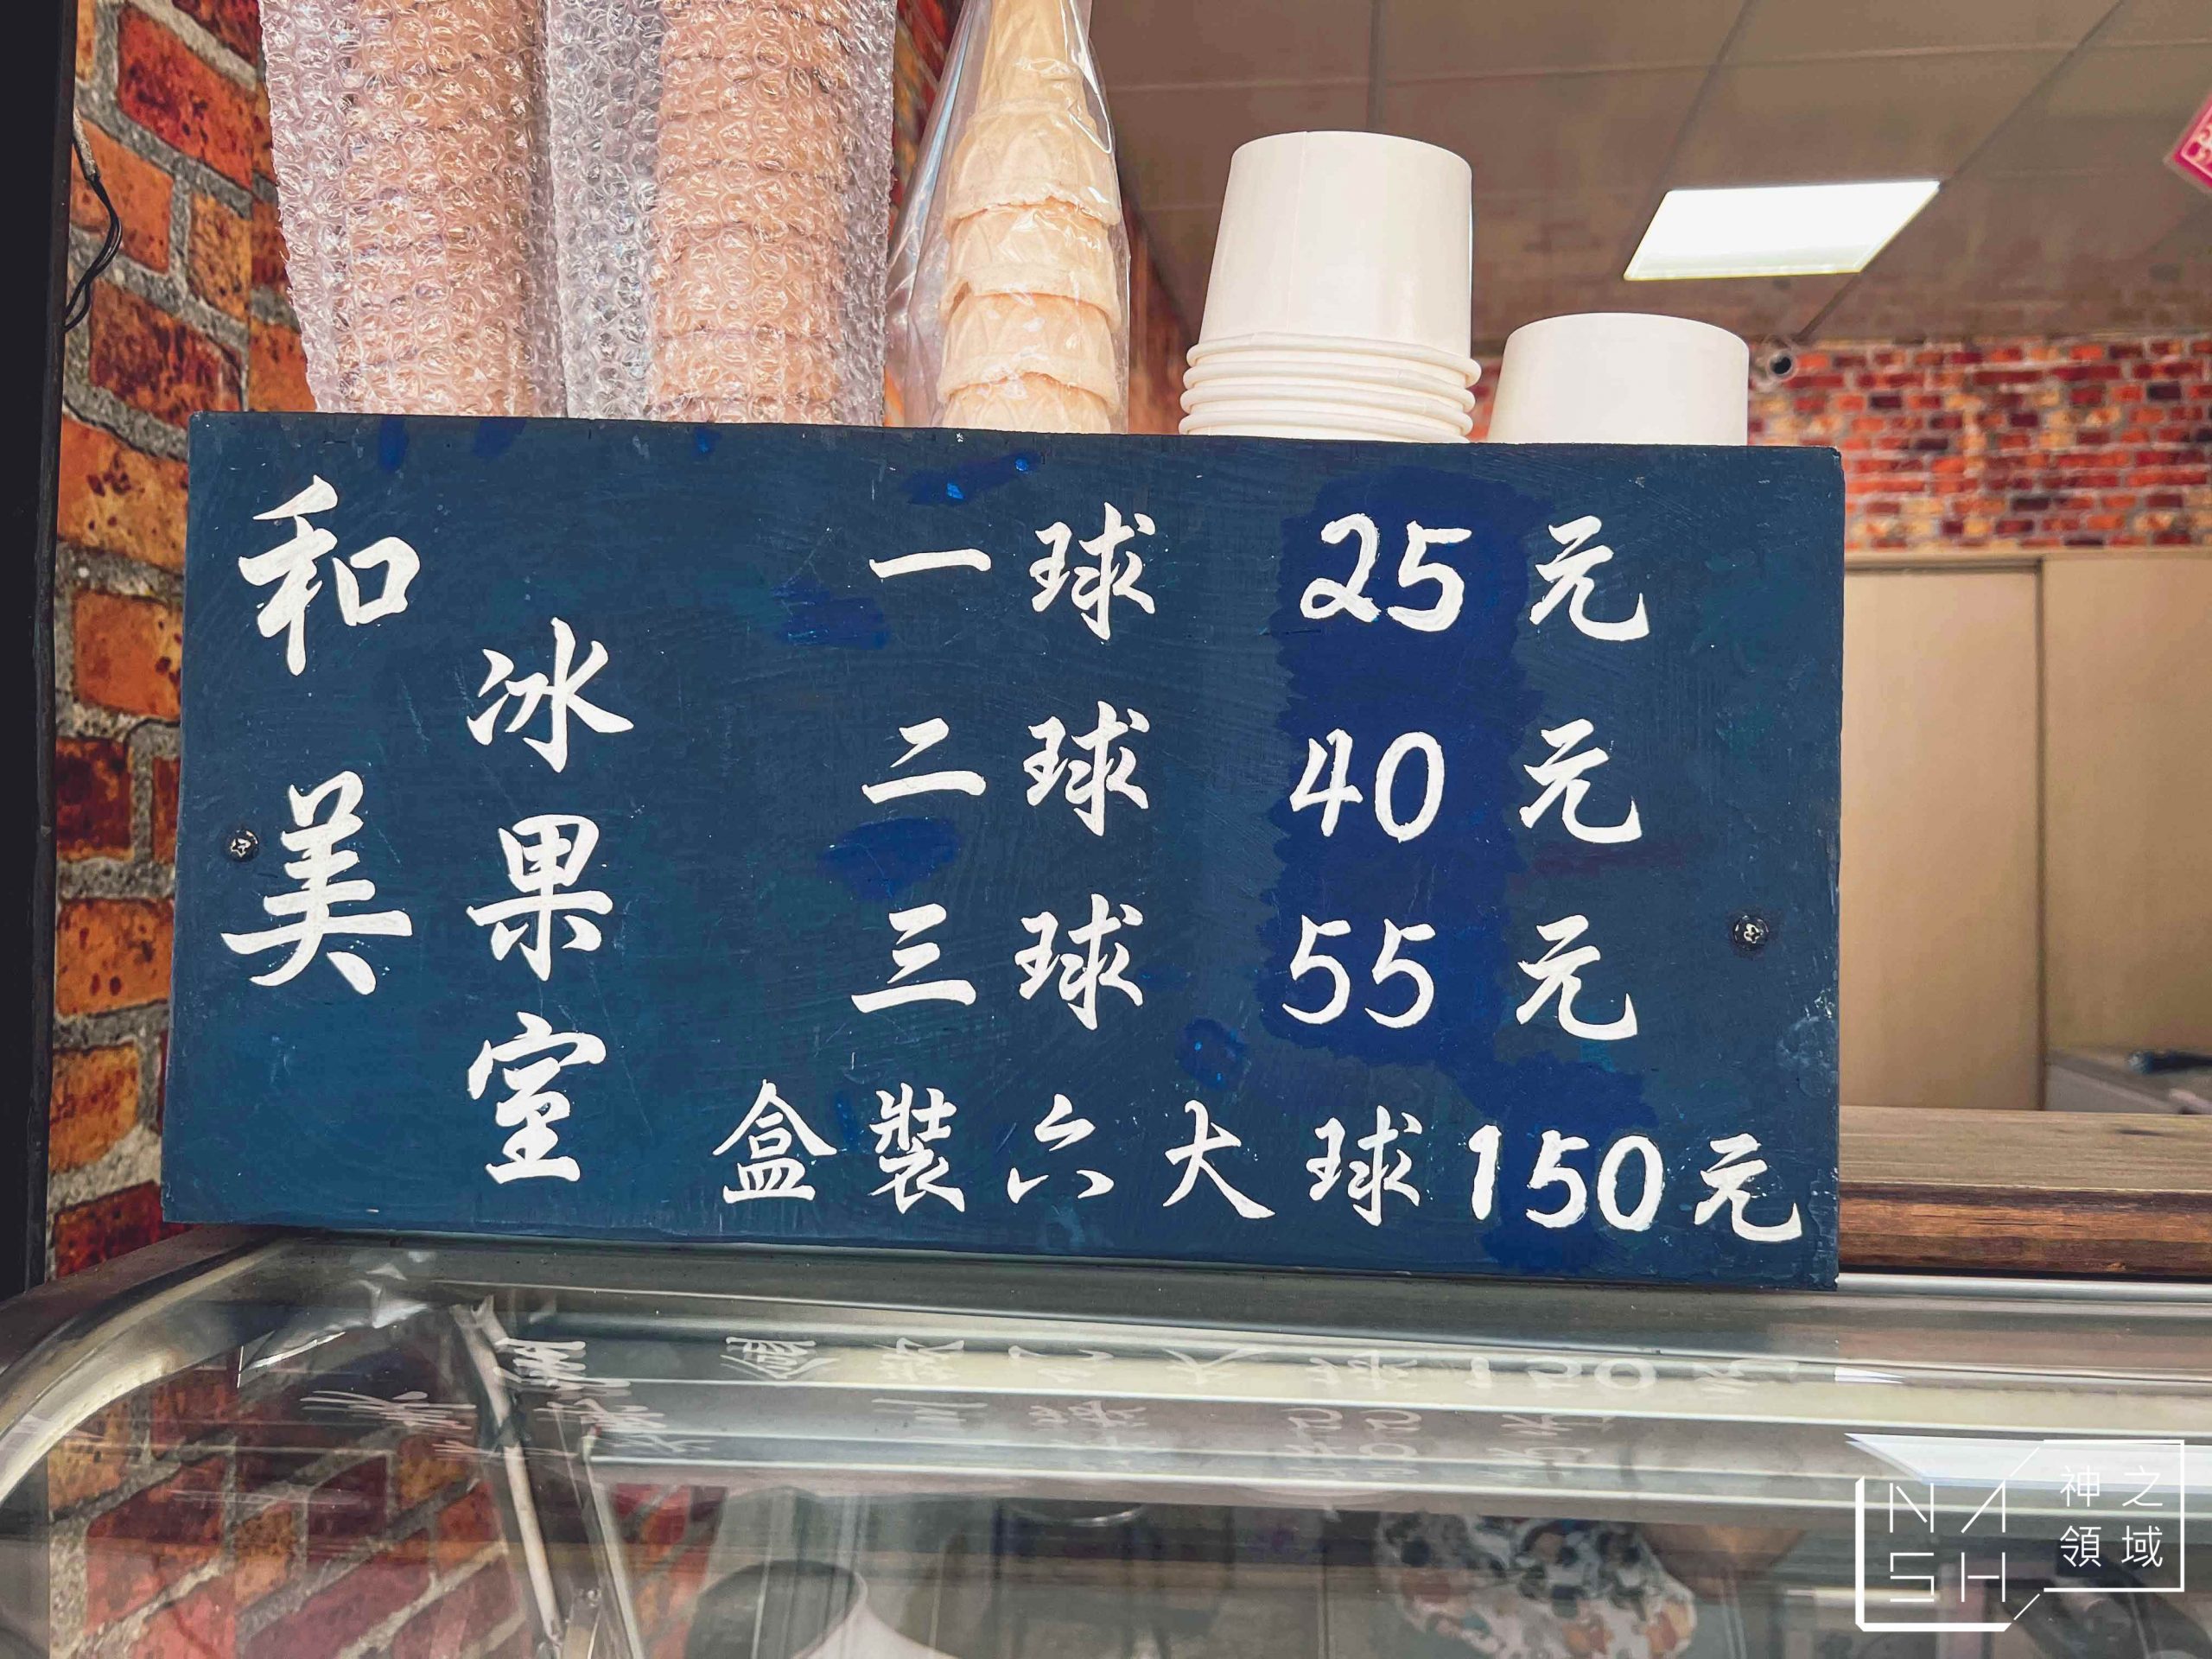 和美
冰果室
一球 25 元
二球 40 元
三球 55 元
盒裝六大球150元
NASH
神之
領域